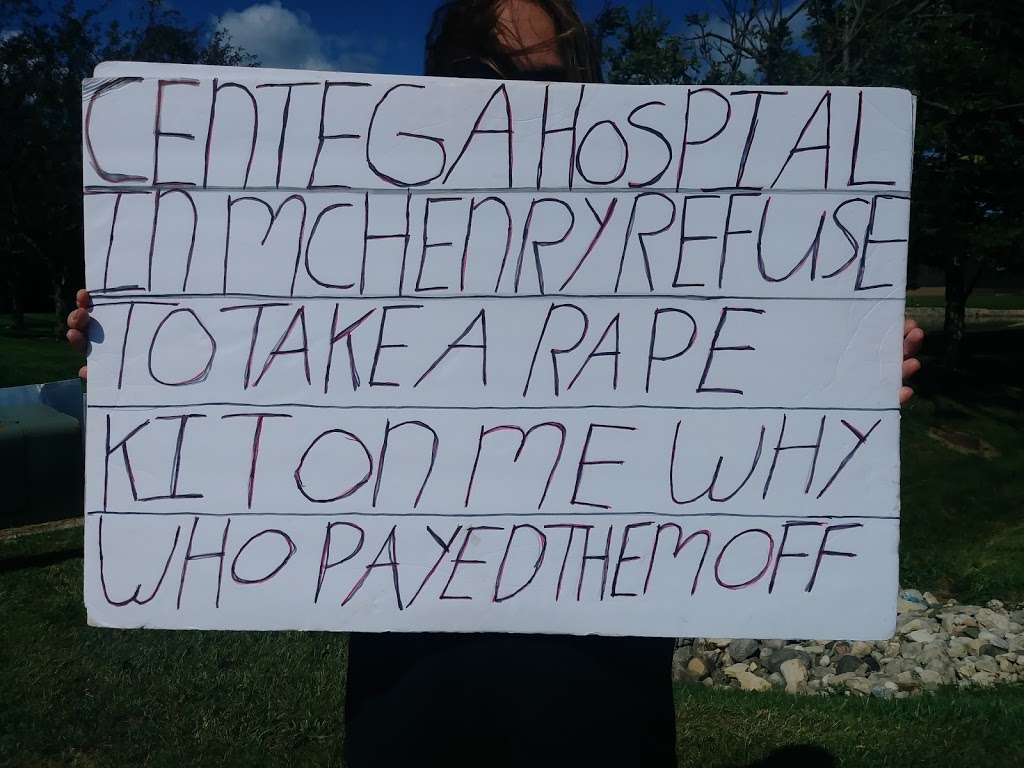 CENTEGA HOSPITAL
IN MCHENRY REFUSE
TO TAKE A RAPE
KIT ON ME WHY
WHO PAYED THEM OFF